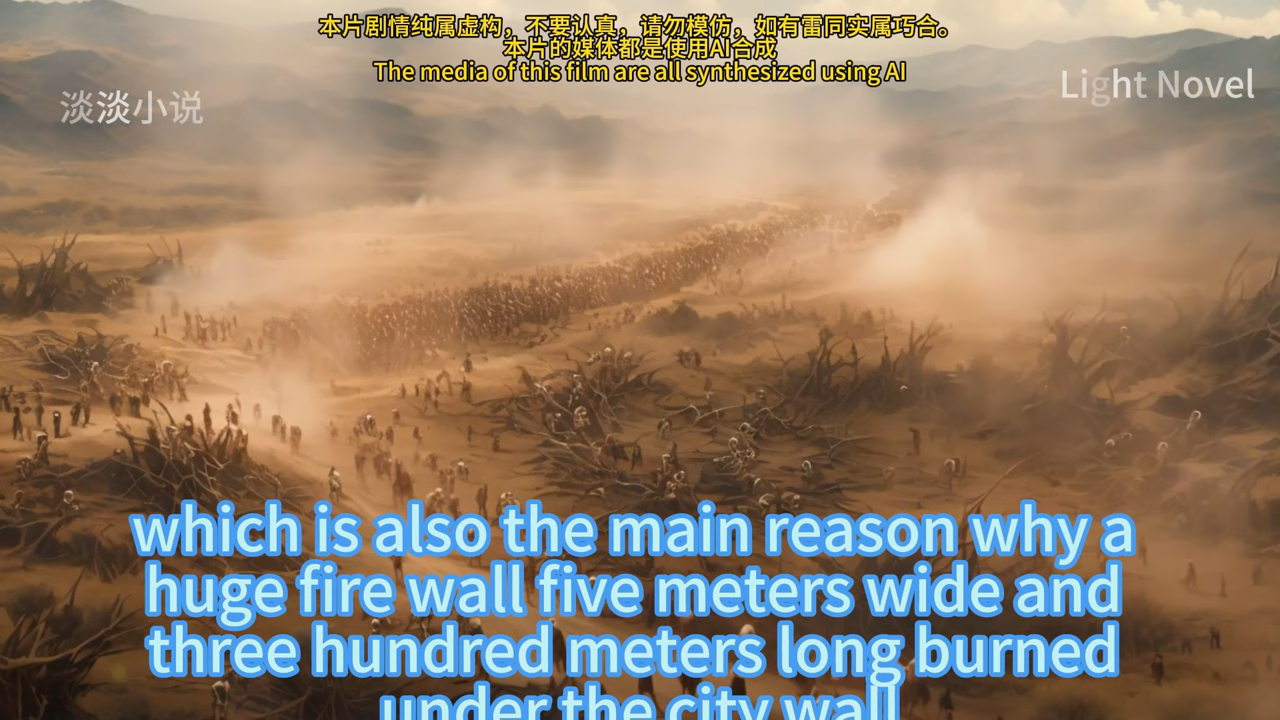 本片剧情纯属虚构，不要认真，请勿模仿，如有雷同实属巧合。
本片的媒体都是使用AI合成
The media of this film are all synthesized using AI
淡淡小说
Light Novel
which is also the main reason why a
huge fire wall five meters wide and
three hundred meters long burned
under the city wall